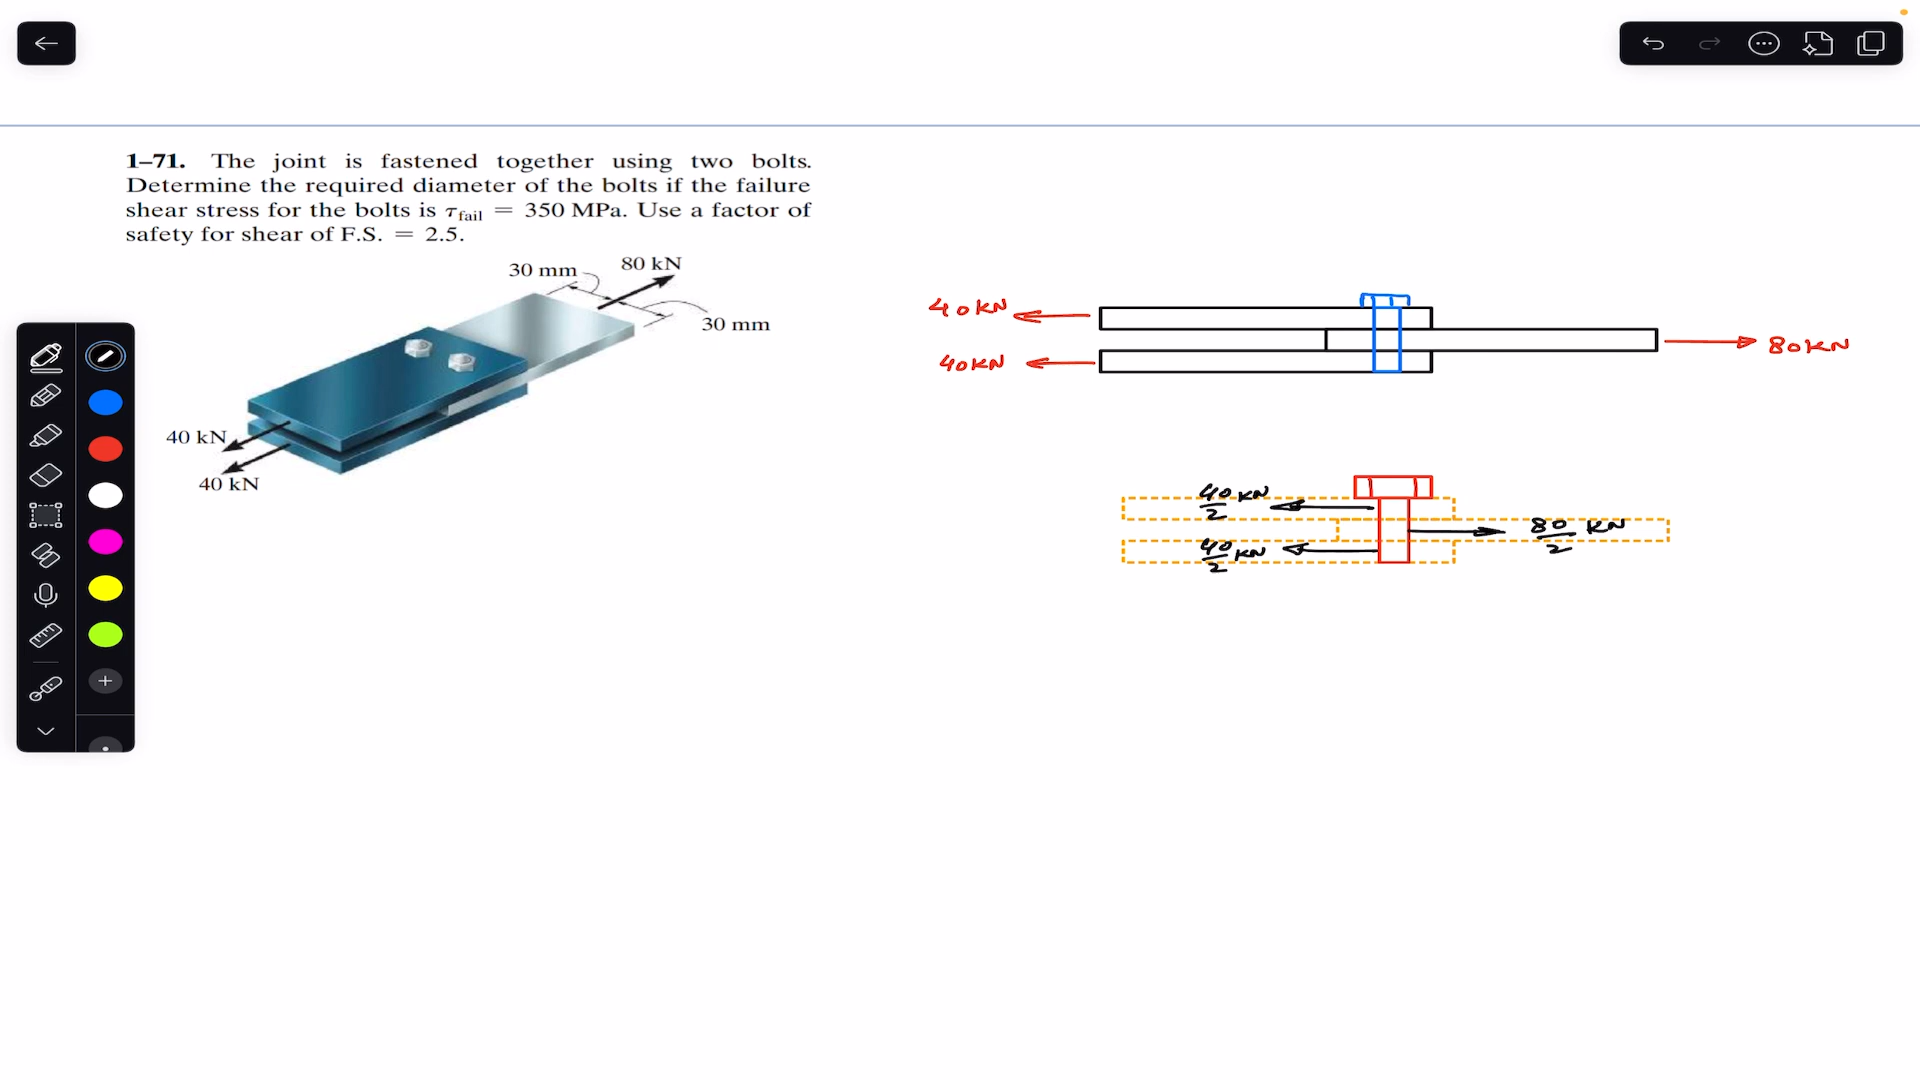 1–71. The joint is fastened together using two bolts.
Determine the required diameter of the bolts if the failure
shear stress for the bolts is τfail = 350 MPa. Use a factor of
safety for shear of F.S. = 2.5.
30 mm
80 kN
30 mm
40 kN
40 kN
40KN
40KN
80KN
40/2 KN
40/2 KN
80/2 KN